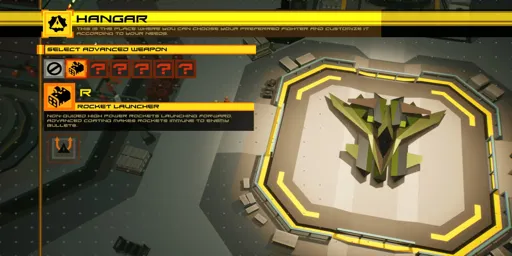 HANGAR
THIS IS THE PLACE WHERE YOU CAN CHOOSE YOUR PREFERRED FIGHTER AND CUSTOMIZE IT
ACCORDING TO YOUR NEEDS.
SELECT ADVANCED WEAPON
? ? ? ? ?
R
ROCKET LAUNCHER
NON-GUIDED HIGH POWER ROCKETS LAUNCHING FORWARD.
ADVANCED COATING MAKES ROCKETS IMMUNE TO ENEMY
BULLETS.